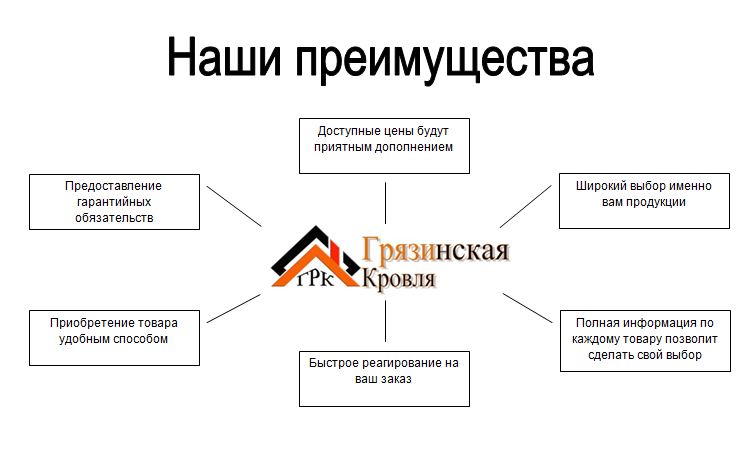 Наши преимущества
Доступные цены будут
приятным дополнением
Предоставление
гарантийных
обязательств
Широкий выбор именно
вам продукции
ГРК
Грязинская
Кровля
Приобретение товара
удобным способом
Быстрое реагирование на
ваш заказ
Полная информация по
каждому товару позволит
сделать свой выбор